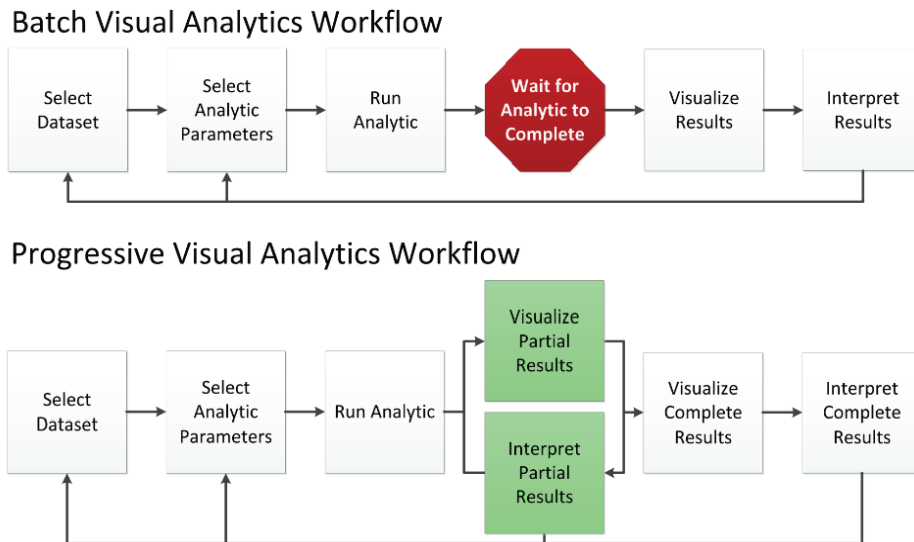 Batch Visual Analytics Workflow
Select
Dataset
Select
Analytic
Parameters
Run
Analytic
Wait for
Analytic to
Complete
Visualize
Results
Interpret
Results
Progressive Visual Analytics Workflow
Select
Dataset
Select
Analytic
Parameters
Run Analytic
Visualize
Partial
Results
Interpret
Partial
Results
Visualize
Complete
Results
Interpret
Complete
Results